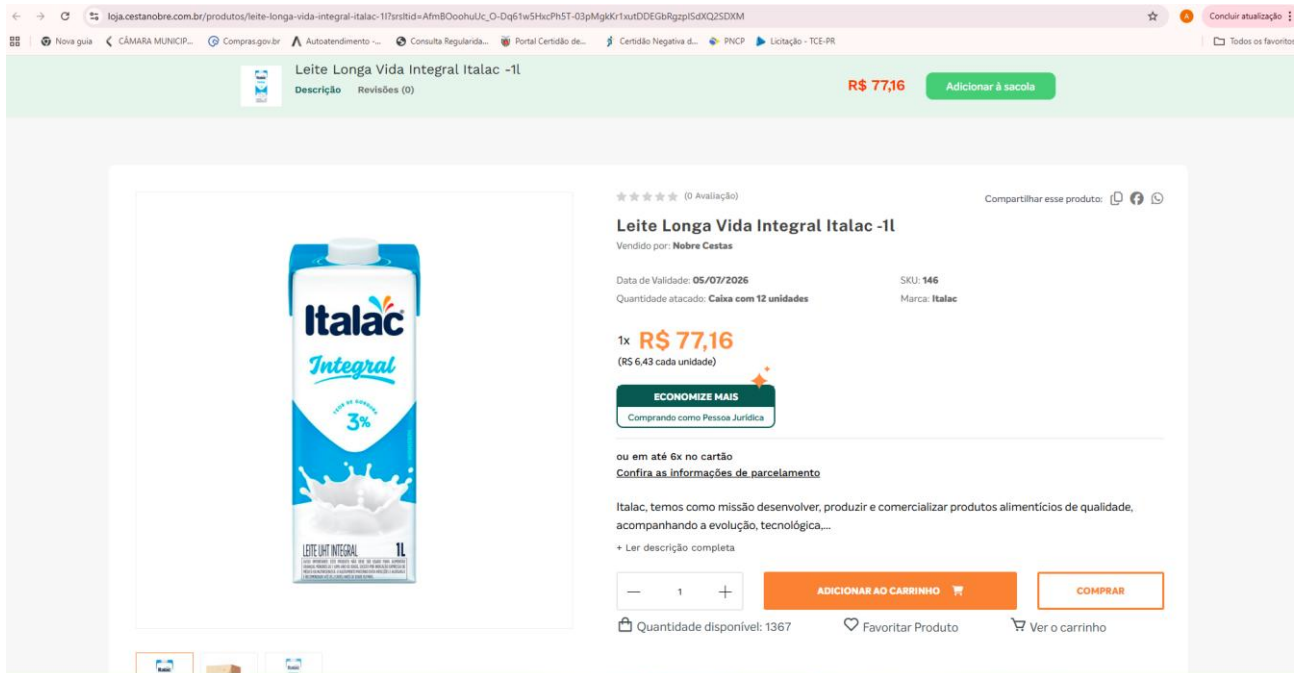 loja.cestanobre.com.br/produtos/leite-longa-vida-integral-italac-1l?srsltid=AfmBOoohuUc_O-Dq61w5HxcPh5T-03pMgkKr1xutDDEGbRgzplSdXQ2SDXM
Concluir atualização
Nova guia CÂMARA MUNICIP... Compras.gov.br Autoatendimento -... Consulta Regularida... Portal Certidão de... Certidão Negativa d... PNCP Licitação - TCE-PR Todos os favoritos
Leite Longa Vida Integral Italac -1l
Descrição Revisões (0)
R$ 77,16
Adicionar à sacola
(0 Avaliação)
Compartilhar esse produto:
Leite Longa Vida Integral Italac -1l
Vendido por: Nobre Cestas
Data de Validade: 05/07/2026 SKU: 146
Quantidade atacado: Caixa com 12 unidades Marca: Italac
1x R$ 77,16
(R$ 6,43 cada unidade)
ECONOMIZE MAIS
Comprando como Pessoa Jurídica
ou em até 6x no cartão
Confira as informações de parcelamento
Italac, temos como missão desenvolver, produzir e comercializar produtos alimentícios de qualidade,
acompanhando a evolução, tecnológica,...
+ Ler descrição completa
— 1 +
ADICIONAR AO CARRINHO
COMPRAR
Quantidade disponível: 1367 Favoritar Produto Ver o carrinho
Italac
Integral
TEOR DE GORDURA
3%
LEITE UHT INTEGRAL 1L